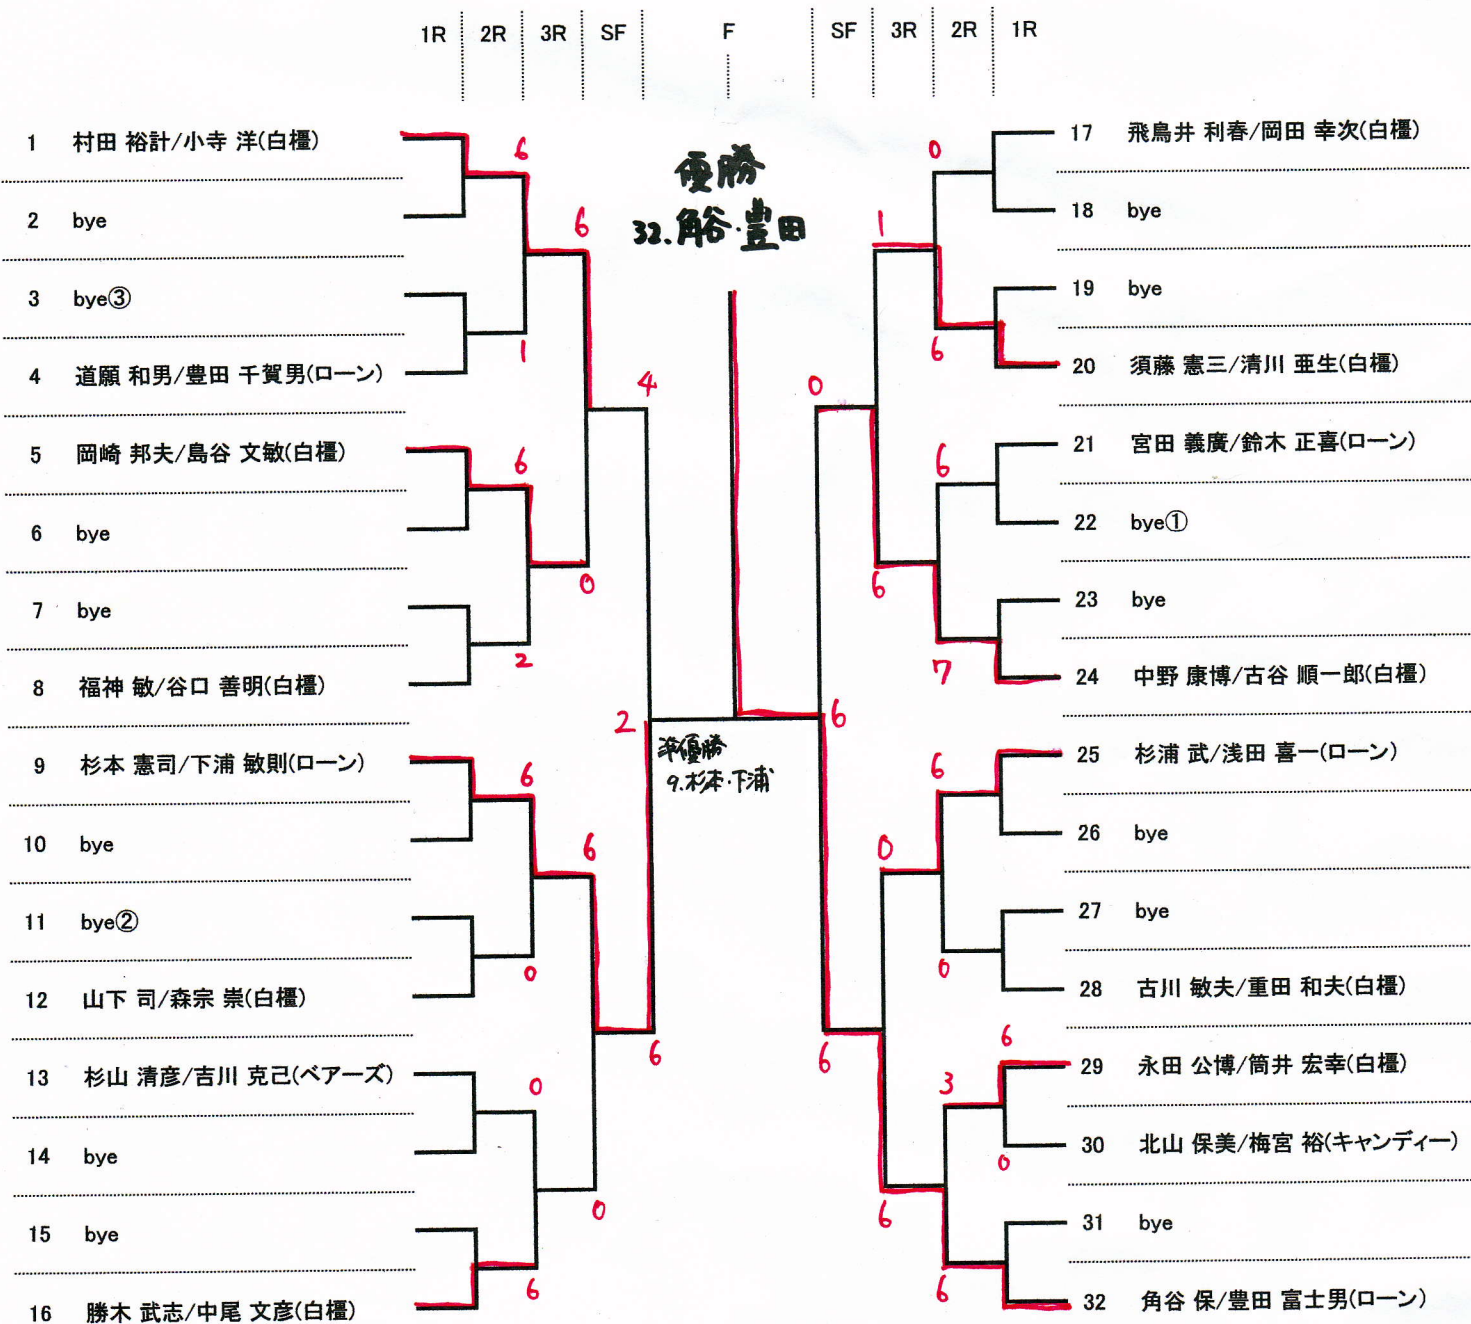 1R 2R 3R SF F SF 3R 2R 1R
優勝
32.角谷・豊田
1 村田 裕計/小寺 洋(白橿)
6
2 bye
6
3 bye③
1
4 道願 和男/豊田 千賀男(ローン)
4
5 岡崎 邦夫/島谷 文敏(白橿)
6
6 bye
0
7 bye
2
8 福神 敏/谷口 善明(白橿)
2
準優勝
9.杉本・下浦
9 杉本 憲司/下浦 敏則(ローン)
6
10 bye
6
11 bye②
0
12 山下 司/森宗 崇(白橿)
6
13 杉山 清彦/吉川 克己(ベアーズ)
0
14 bye
0
15 bye
6
16 勝木 武志/中尾 文彦(白橿)
17 飛鳥井 利春/岡田 幸次(白橿)
0
18 bye
1
19 bye
6
20 須藤 憲三/清川 亜生(白橿)
0
21 宮田 義廣/鈴木 正喜(ローン)
6
22 bye①
6
23 bye
7
24 中野 康博/古谷 順一郎(白橿)
6
25 杉浦 武/浅田 喜一(ローン)
6
26 bye
0
27 bye
0
28 古川 敏夫/重田 和夫(白橿)
6
6
29 永田 公博/筒井 宏幸(白橿)
3
30 北山 保美/梅宮 裕(キャンディー)
0
6
31 bye
6
32 角谷 保/豊田 富士男(ローン)